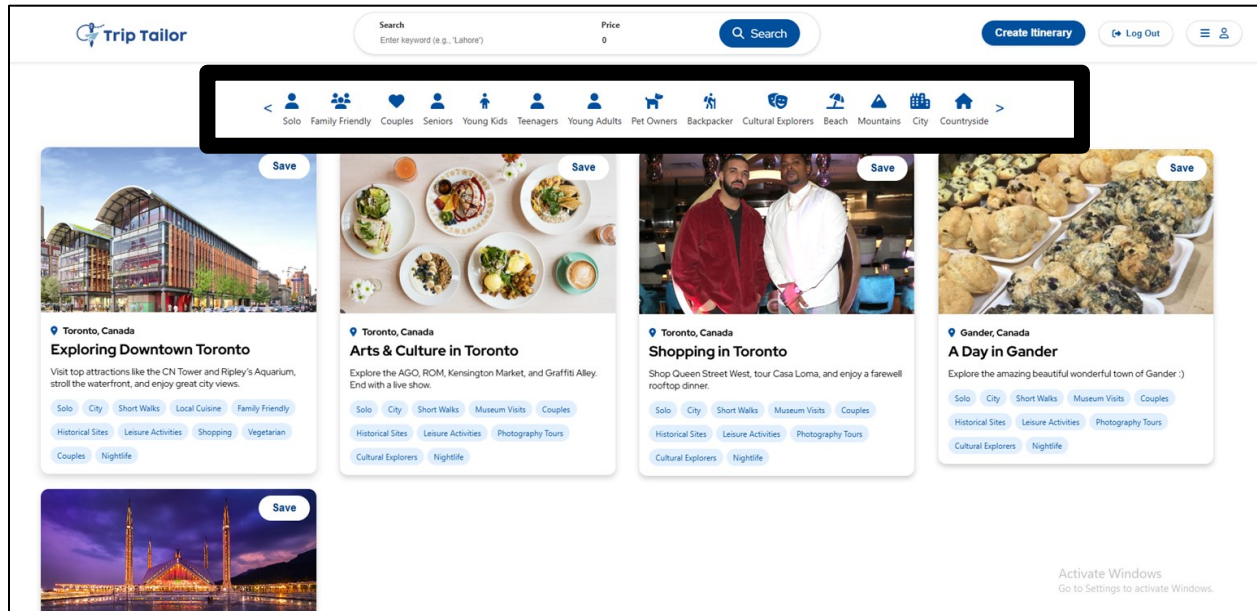 Trip Tailor
Search
Enter keyword (e.g., 'Lahore')
Price
0
Search
Create Itinerary
Log Out
< Solo Family Friendly Couples Seniors Young Kids Teenagers Young Adults Pet Owners Backpacker Cultural Explorers Beach Mountains City Countryside >
Save
Toronto, Canada
Exploring Downtown Toronto
Visit top attractions like the CN Tower and Ripley's Aquarium,
stroll the waterfront, and enjoy great city views.
Solo City Short Walks Local Cuisine Family Friendly
Historical Sites Leisure Activities Shopping Vegetarian
Couples Nightlife
Save
Toronto, Canada
Arts & Culture in Toronto
Explore the AGO, ROM, Kensington Market, and Graffiti Alley.
End with a live show.
Solo City Short Walks Museum Visits Couples
Historical Sites Leisure Activities Photography Tours
Cultural Explorers Nightlife
Save
Toronto, Canada
Shopping in Toronto
Shop Queen Street West, tour Casa Loma, and enjoy a farewell
rooftop dinner.
Solo City Short Walks Museum Visits Couples
Historical Sites Leisure Activities Photography Tours
Cultural Explorers Nightlife
Save
Gander, Canada
A Day in Gander
Explore the amazing beautiful wonderful town of Gander :)
Solo City Short Walks Museum Visits Couples
Historical Sites Leisure Activities Photography Tours
Cultural Explorers Nightlife
Save
Activate Windows
Go to Settings to activate Windows.